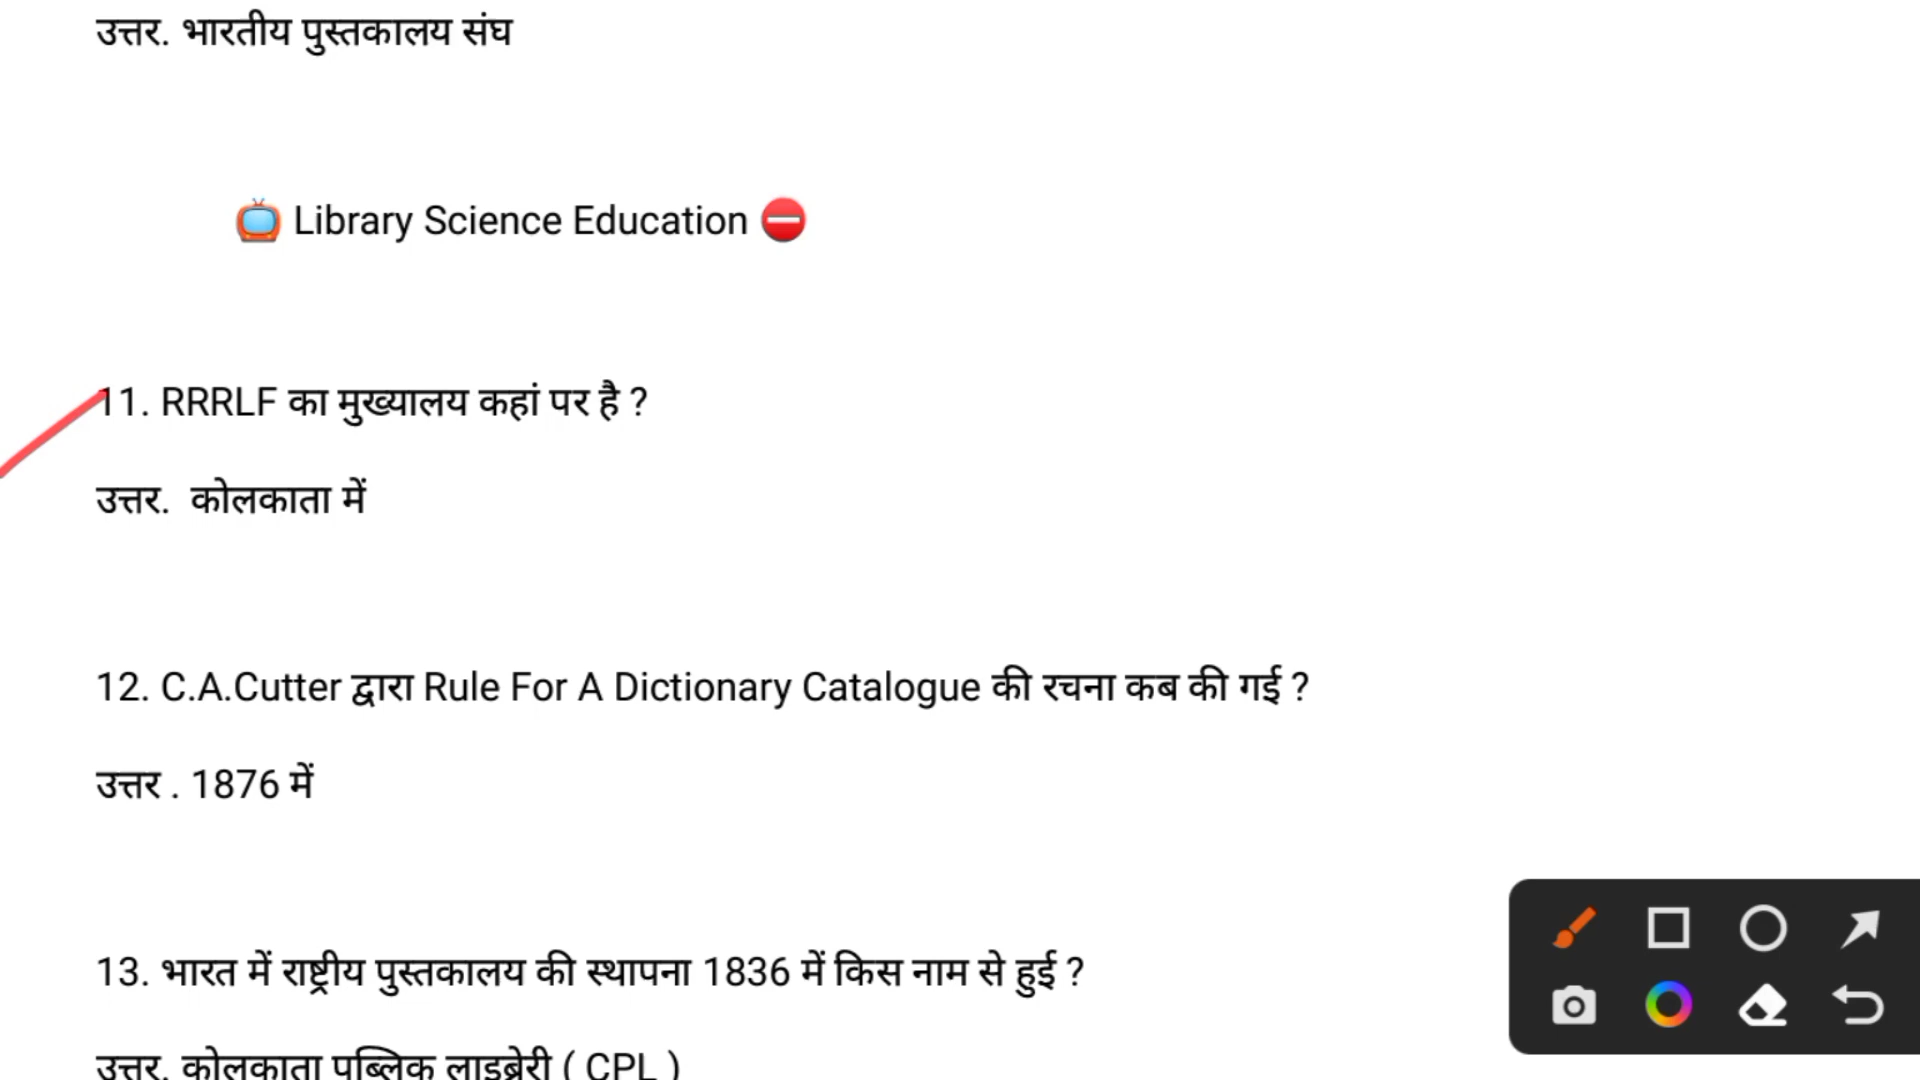 उत्तर. भारतीय पुस्तकालय संघ
📺 Library Science Education ⛔
11. RRRLF का मुख्यालय कहां पर है ?
उत्तर. कोलकाता में
12. C.A.Cutter द्वारा Rule For A Dictionary Catalogue की रचना कब की गई ?
उत्तर . 1876 में
13. भारत में राष्ट्रीय पुस्तकालय की स्थापना 1836 में किस नाम से हुई ?
उत्तर. कोलकाता पब्लिक लाइब्रेरी ( CPL )